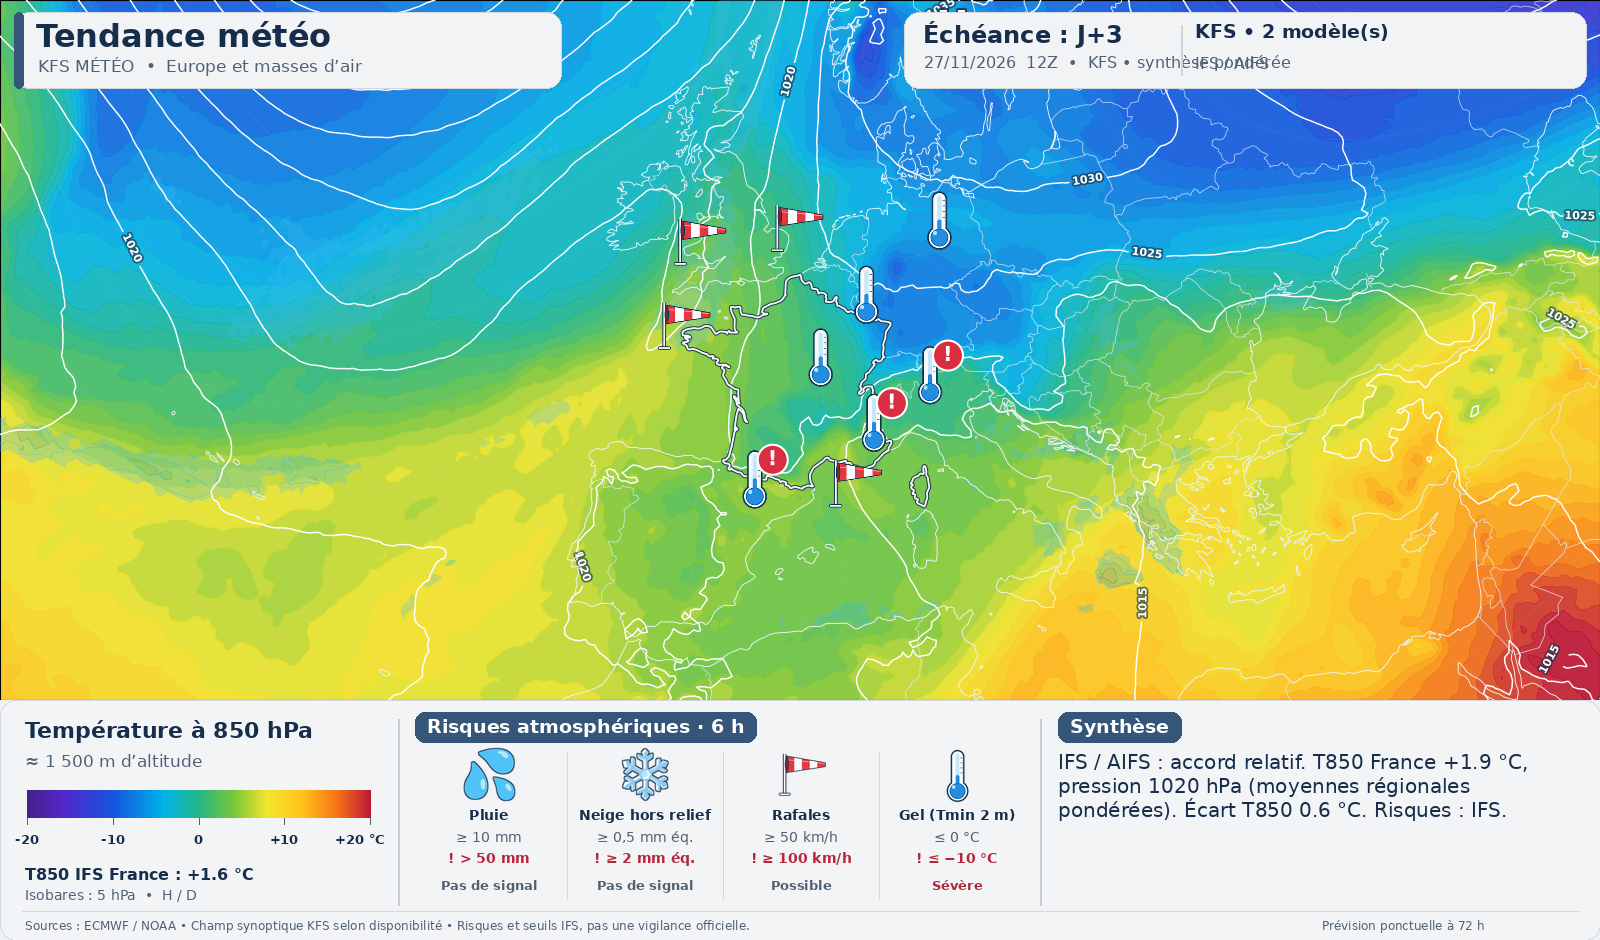 Tendance météo
KFS MÉTÉO • Europe et masses d’air
Échéance : J+3
27/11/2026 12Z • KFS • synthèse pondérée
KFS • 2 modèle(s)
IFS / AIFS
1035
1020
1030
1025
1025
1020
1025
1020
1015
1015
Température à 850 hPa
≈ 1 500 m d’altitude
-20 -10 0 +10 +20 °C
T850 IFS France : +1.6 °C
Isobares : 5 hPa • H / D
Risques atmosphériques · 6 h
Pluie
≥ 10 mm
! > 50 mm
Pas de signal
Neige hors relief
≥ 0,5 mm éq.
! ≥ 2 mm éq.
Pas de signal
Rafales
≥ 50 km/h
! ≥ 100 km/h
Possible
Gel (Tmin 2 m)
≤ 0 °C
! ≤ −10 °C
Sévère
Synthèse
IFS / AIFS : accord relatif. T850 France +1.9 °C,
pression 1020 hPa (moyennes régionales
pondérées). Écart T850 0.6 °C. Risques : IFS.
Sources : ECMWF / NOAA • Champ synoptique KFS selon disponibilité • Risques et seuils IFS, pas une vigilance officielle.
Prévision ponctuelle à 72 h